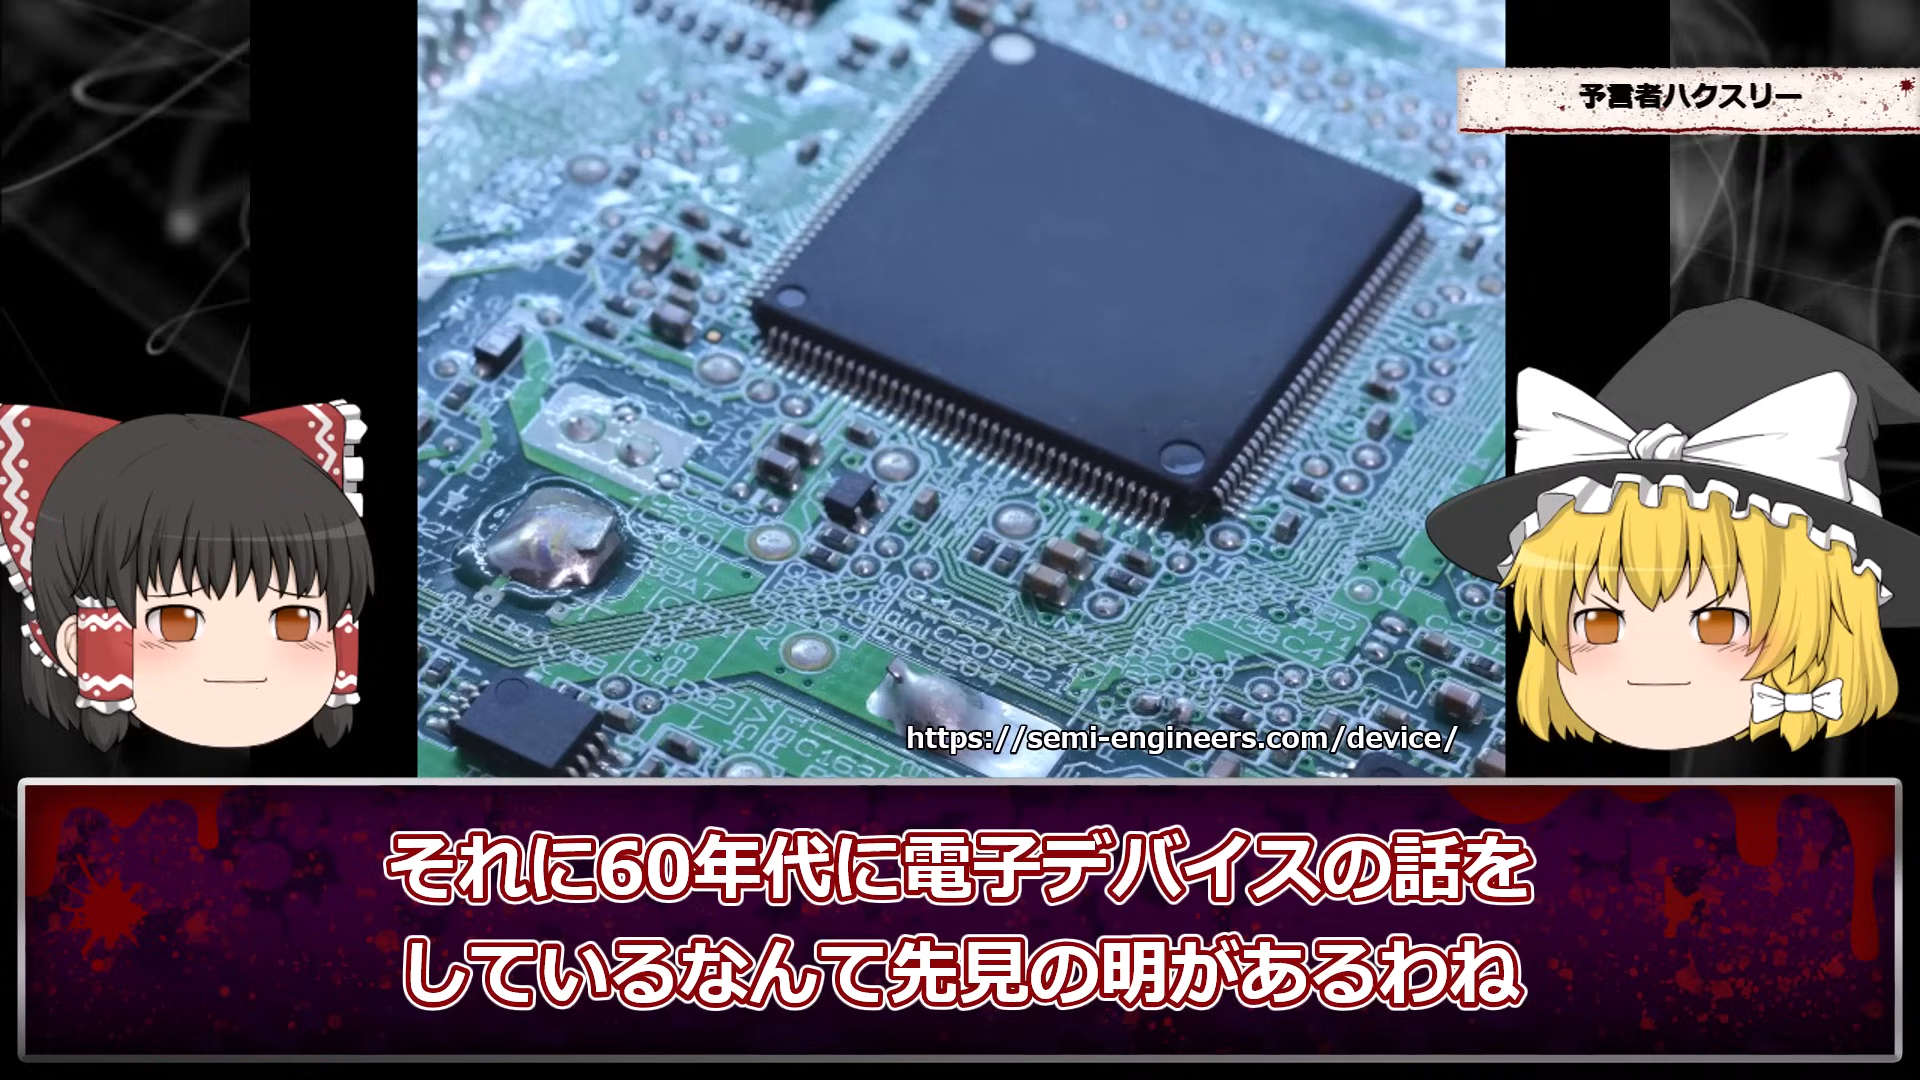 予言者ハクスリー
https://semi-engineers.com/device/
それに60年代に電子デバイスの話を
しているなんて先見の明があるわね